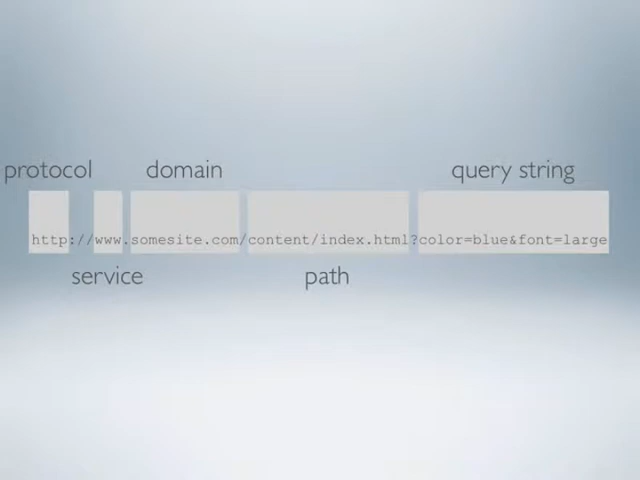 protocol domain query string
http://www.somesite.com/content/index.html?color=blue&font=large
service path